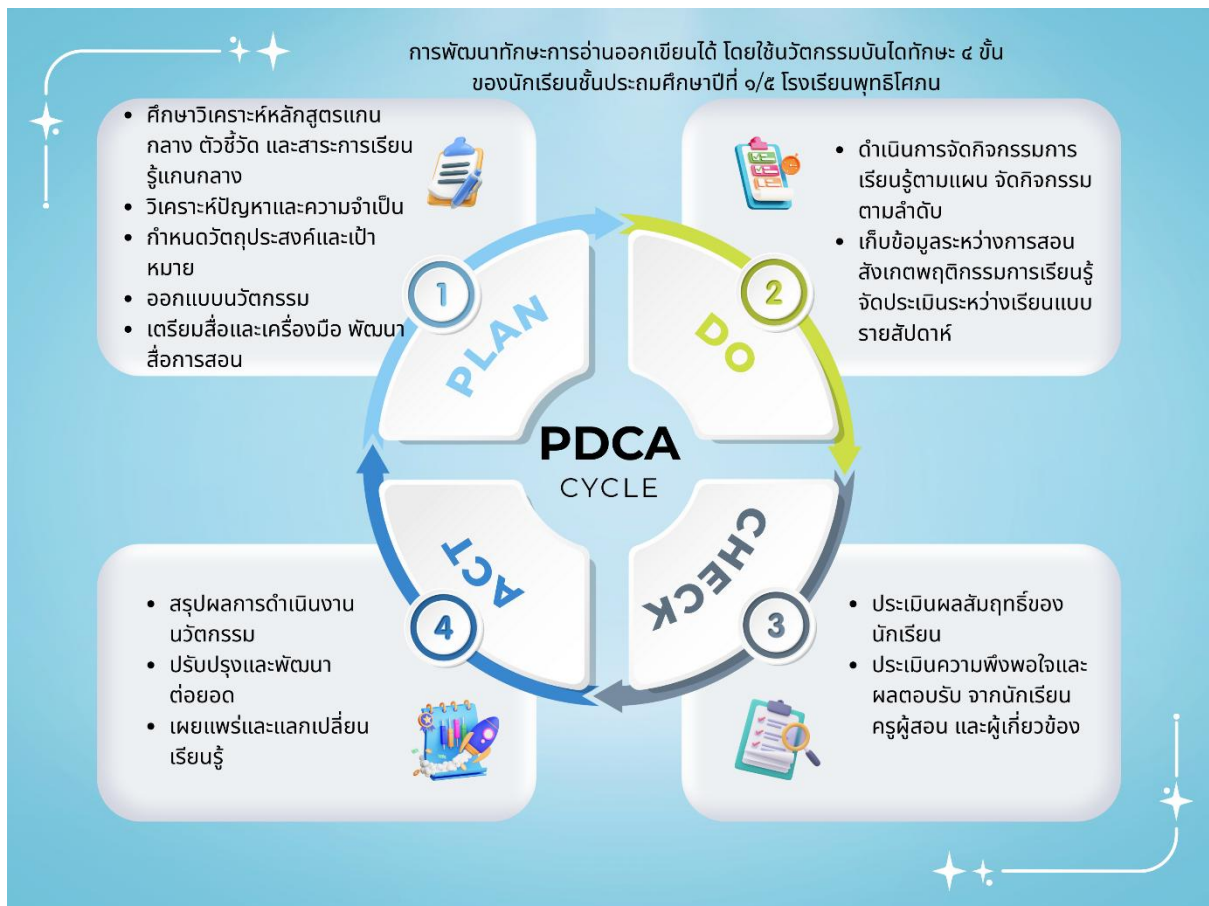 การพัฒนาทักษะการอ่านออกเขียนได้ โดยใช้นวัตกรรมบันไดทักษะ ๔ ขั้น
ของนักเรียนชั้นประถมศึกษาปีที่ ๑/๕ โรงเรียนพุทธิโศภน
• ศึกษาวิเคราะห์หลักสูตรแกน
กลาง ตัวชี้วัด และสาระการเรียน
รู้แกนกลาง
• วิเคราะห์ปัญหาและความจำเป็น
• กำหนดวัตถุประสงค์และเป้า
หมาย
• ออกแบบนวัตกรรม
• เตรียมสื่อและเครื่องมือ พัฒนา
สื่อการสอน
1
PLAN
• ดำเนินการจัดกิจกรรมการ
เรียนรู้ตามแผน จัดกิจกรรม
ตามลำดับ
• เก็บข้อมูลระหว่างการสอน
สังเกตพฤติกรรมการเรียนรู้
จัดประเมินระหว่างเรียนแบบ
รายสัปดาห์
2
DO
PDCA
CYCLE
CHECK
3
• ประเมินผลสัมฤทธิ์ของ
นักเรียน
• ประเมินความพึงพอใจและ
ผลตอบรับ จากนักเรียน
ครูผู้สอน และผู้เกี่ยวข้อง
ACT
4
• สรุปผลการดำเนินงาน
นวัตกรรม
• ปรับปรุงและพัฒนา
ต่อยอด
• เผยแพร่และแลกเปลี่ยน
เรียนรู้